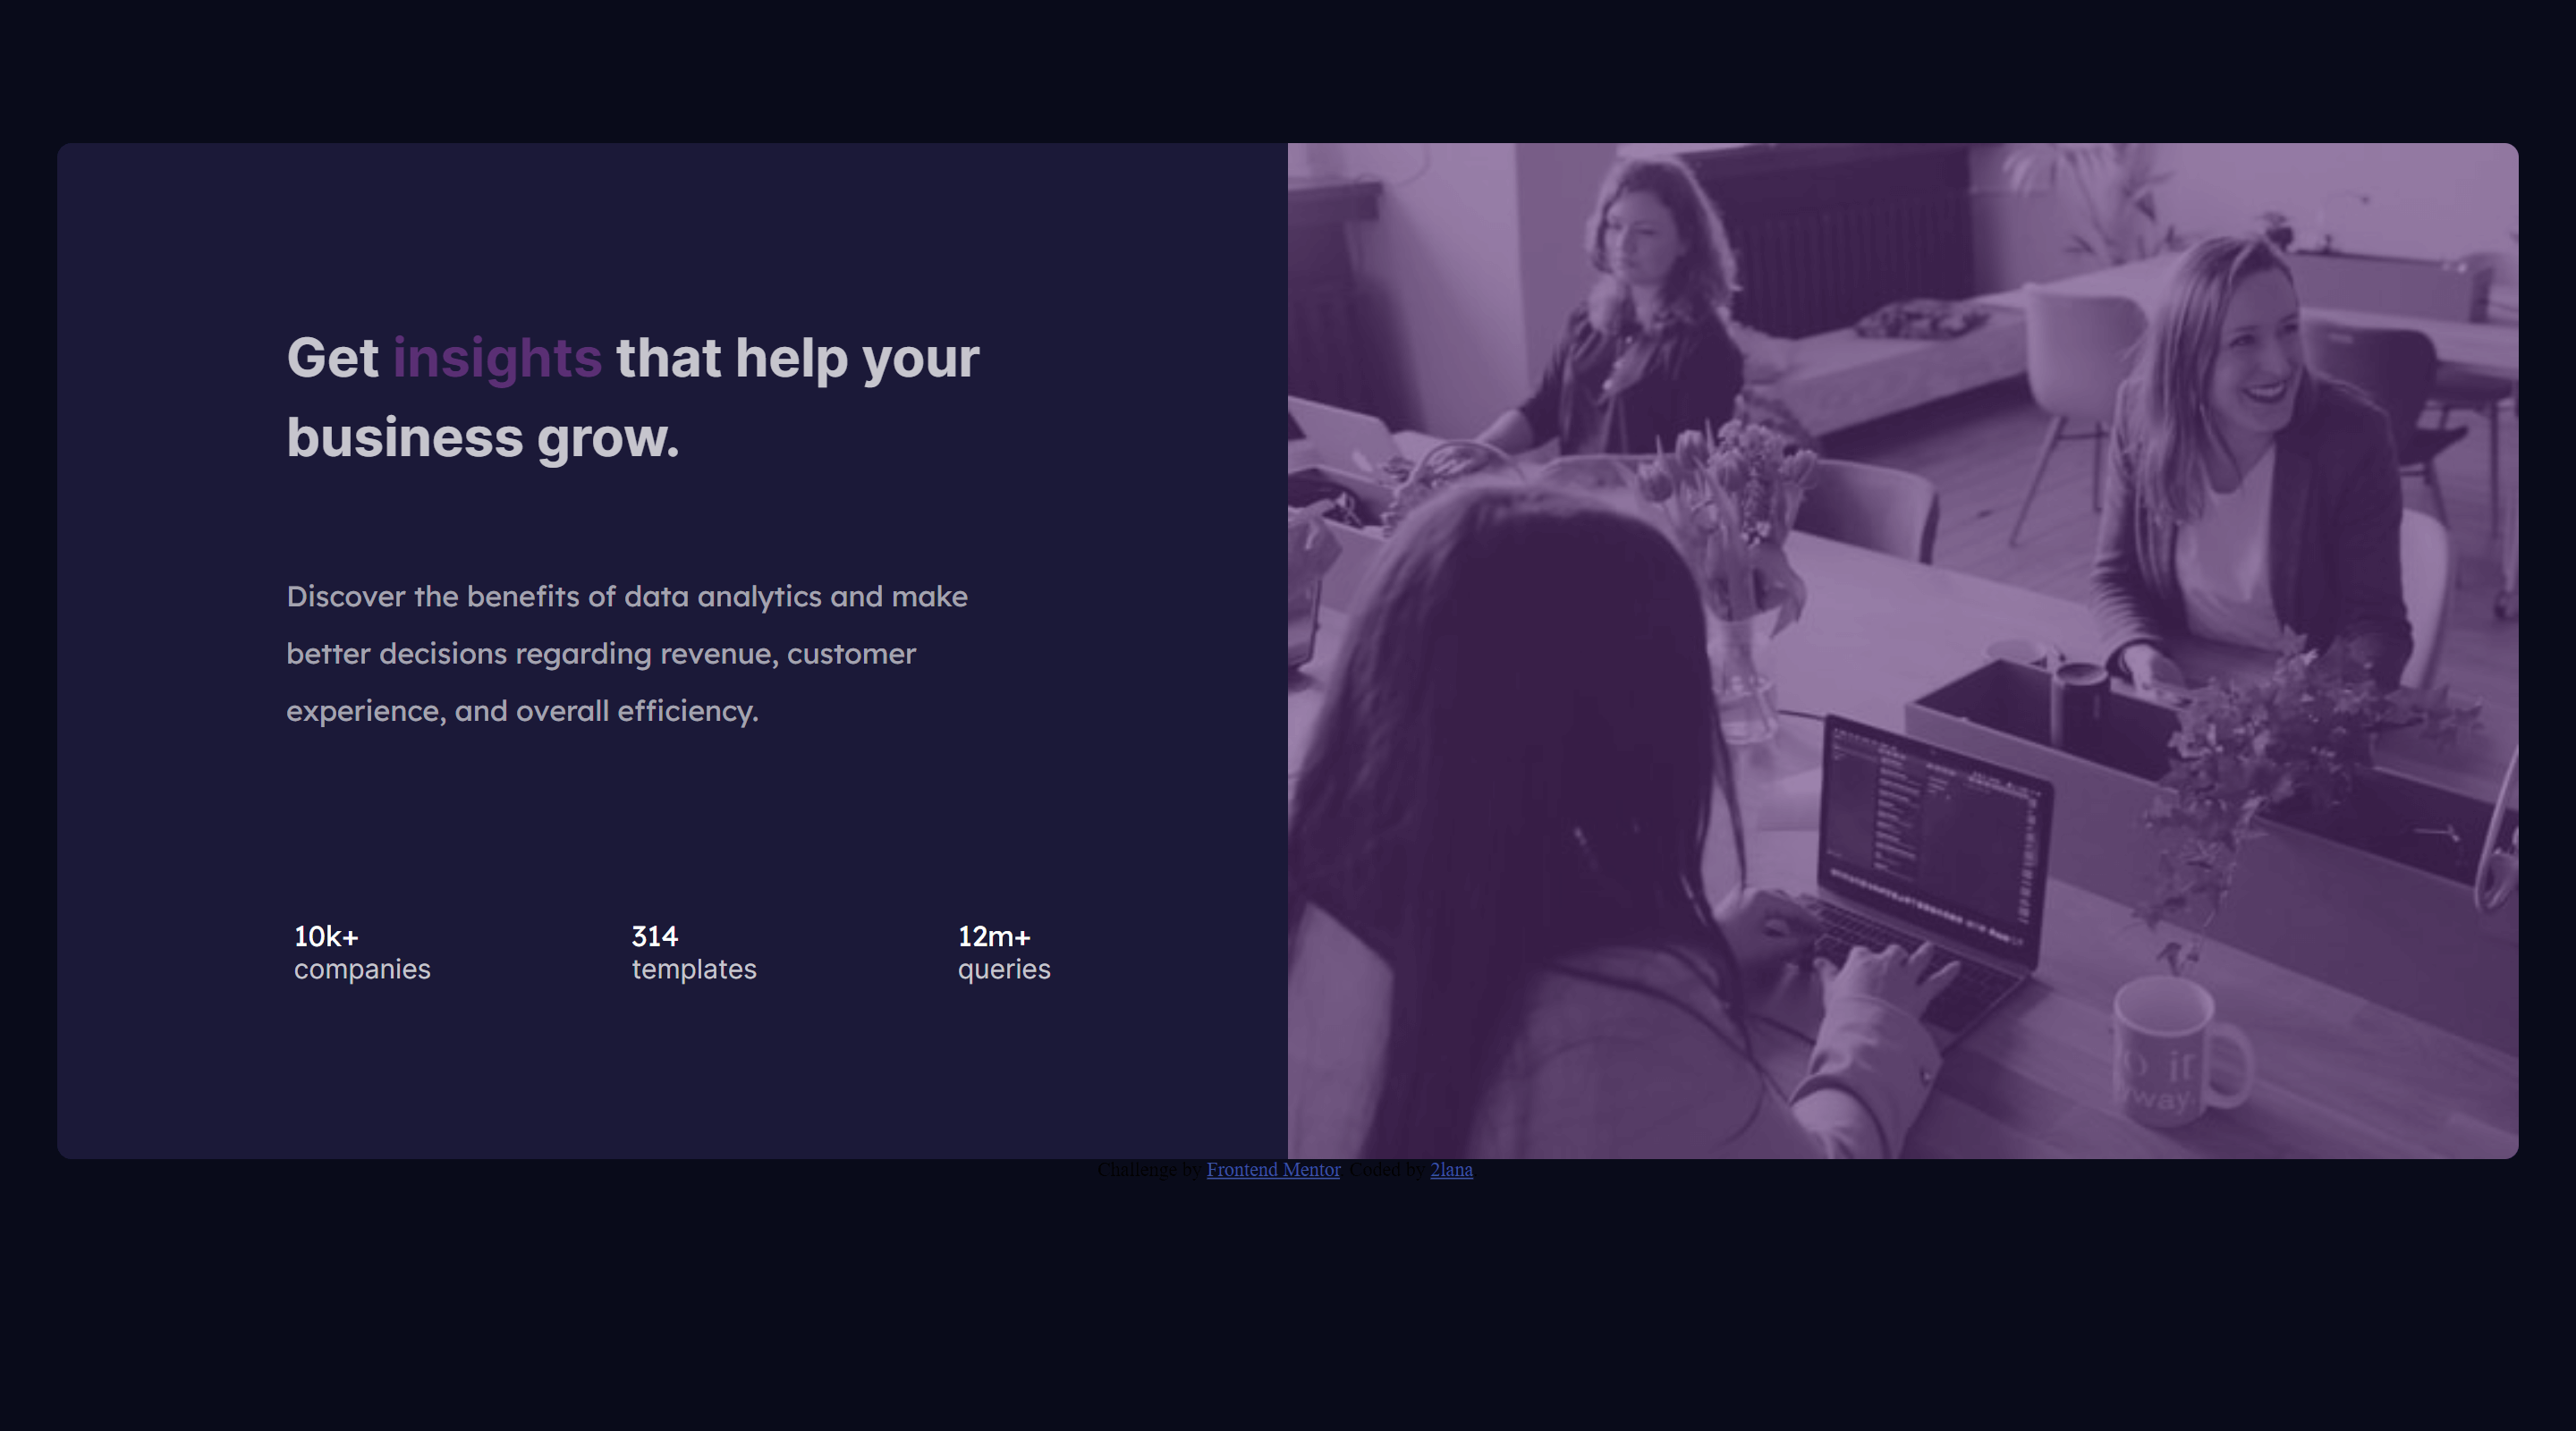 Get insights that help your
business grow.
Discover the benefits of data analytics and make
better decisions regarding revenue, customer
experience, and overall efficiency.
10k+ 314 12m+
companies templates queries
Challenge by Frontend Mentor. Coded by 2lana